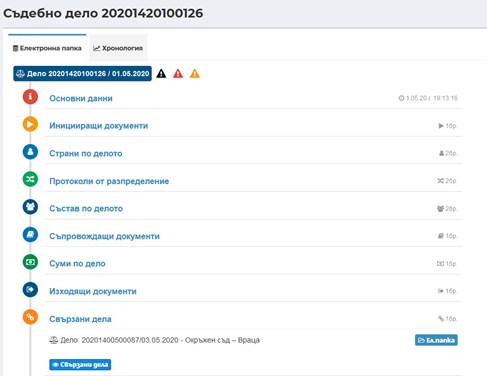 Съдебно дело 20201420100126
Електронна папка Хронология
Дело 20201420100126 / 01.05.2020
Основни данни 1.05.20 г. 19:13:16
Иницииращи документи 1бр.
Страни по делото 2бр.
Протоколи от разпределение 2бр.
Състав по делото 2бр.
Съпровождащи документи 1бр.
Суми по дело 1бр.
Изходящи документи 1бр.
Свързани дела 1бр.
Дело: 20201400500087/03.05.2020 - Окръжен съд – Враца Ел.папка
Свързани дела